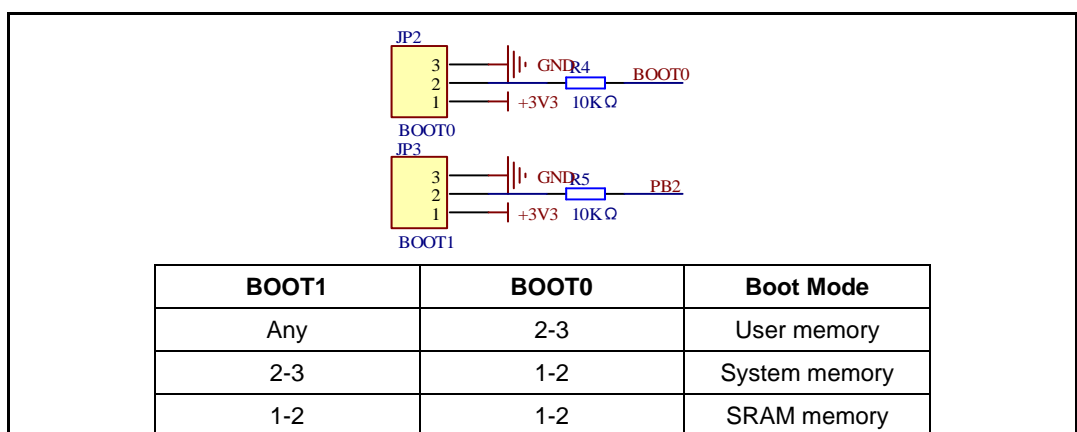 JP2
3 GND R4 BOOT0
2
1 +3V3 10KΩ
BOOT0
JP3
3 GND R5 PB2
2
1 +3V3 10KΩ
BOOT1
BOOT1 BOOT0 Boot Mode
Any 2-3 User memory
2-3 1-2 System memory
1-2 1-2 SRAM memory